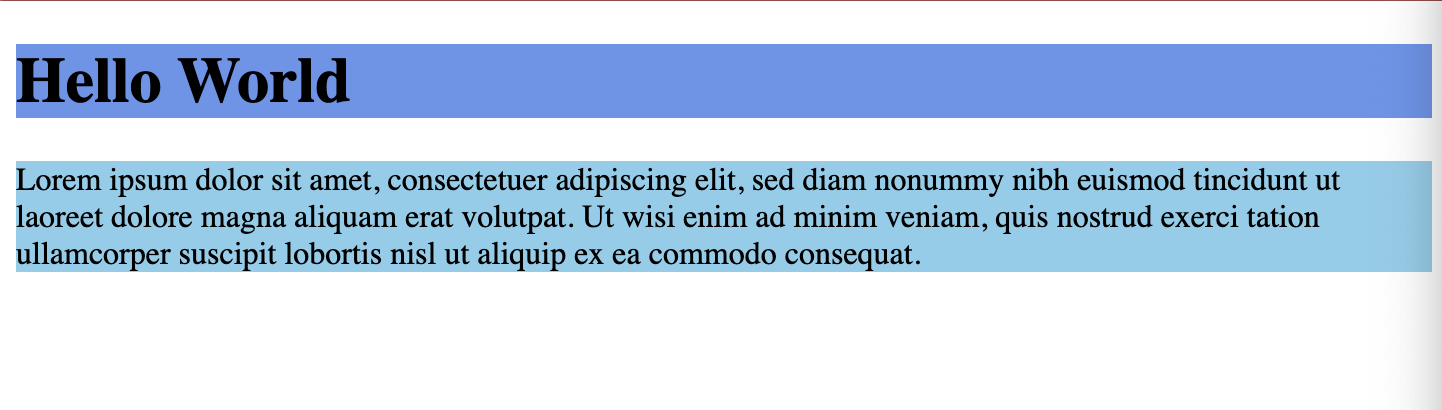 Hello World
Lorem ipsum dolor sit amet, consectetuer adipiscing elit, sed diam nonummy nibh euismod tincidunt ut
laoreet dolore magna aliquam erat volutpat. Ut wisi enim ad minim veniam, quis nostrud exerci tation
ullamcorper suscipit lobortis nisl ut aliquip ex ea commodo consequat.